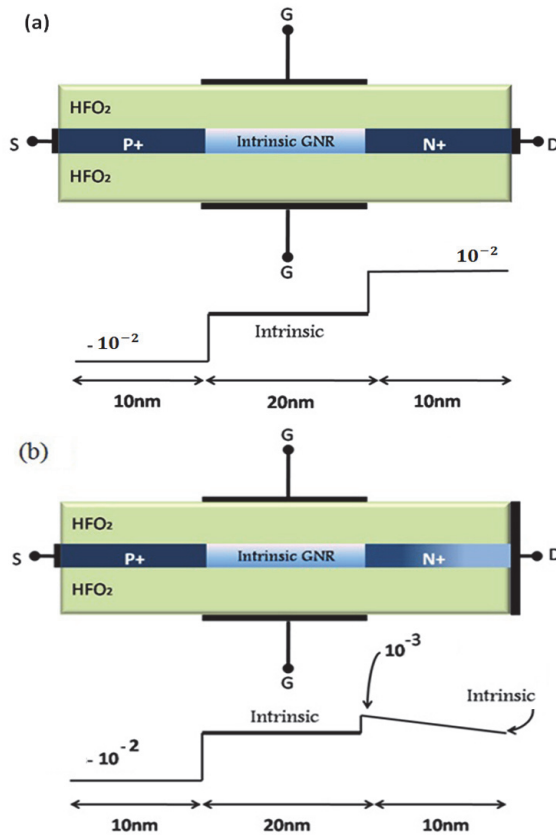 (a)
G
HFO₂
S P+ Intrinsic GNR N+ D
HFO₂
G
10⁻²
Intrinsic
- 10⁻²
10nm 20nm 10nm
(b)
G
HFO₂
S P+ Intrinsic GNR N+ D
HFO₂
G
10⁻³
Intrinsic
Intrinsic
- 10⁻²
10nm 20nm 10nm